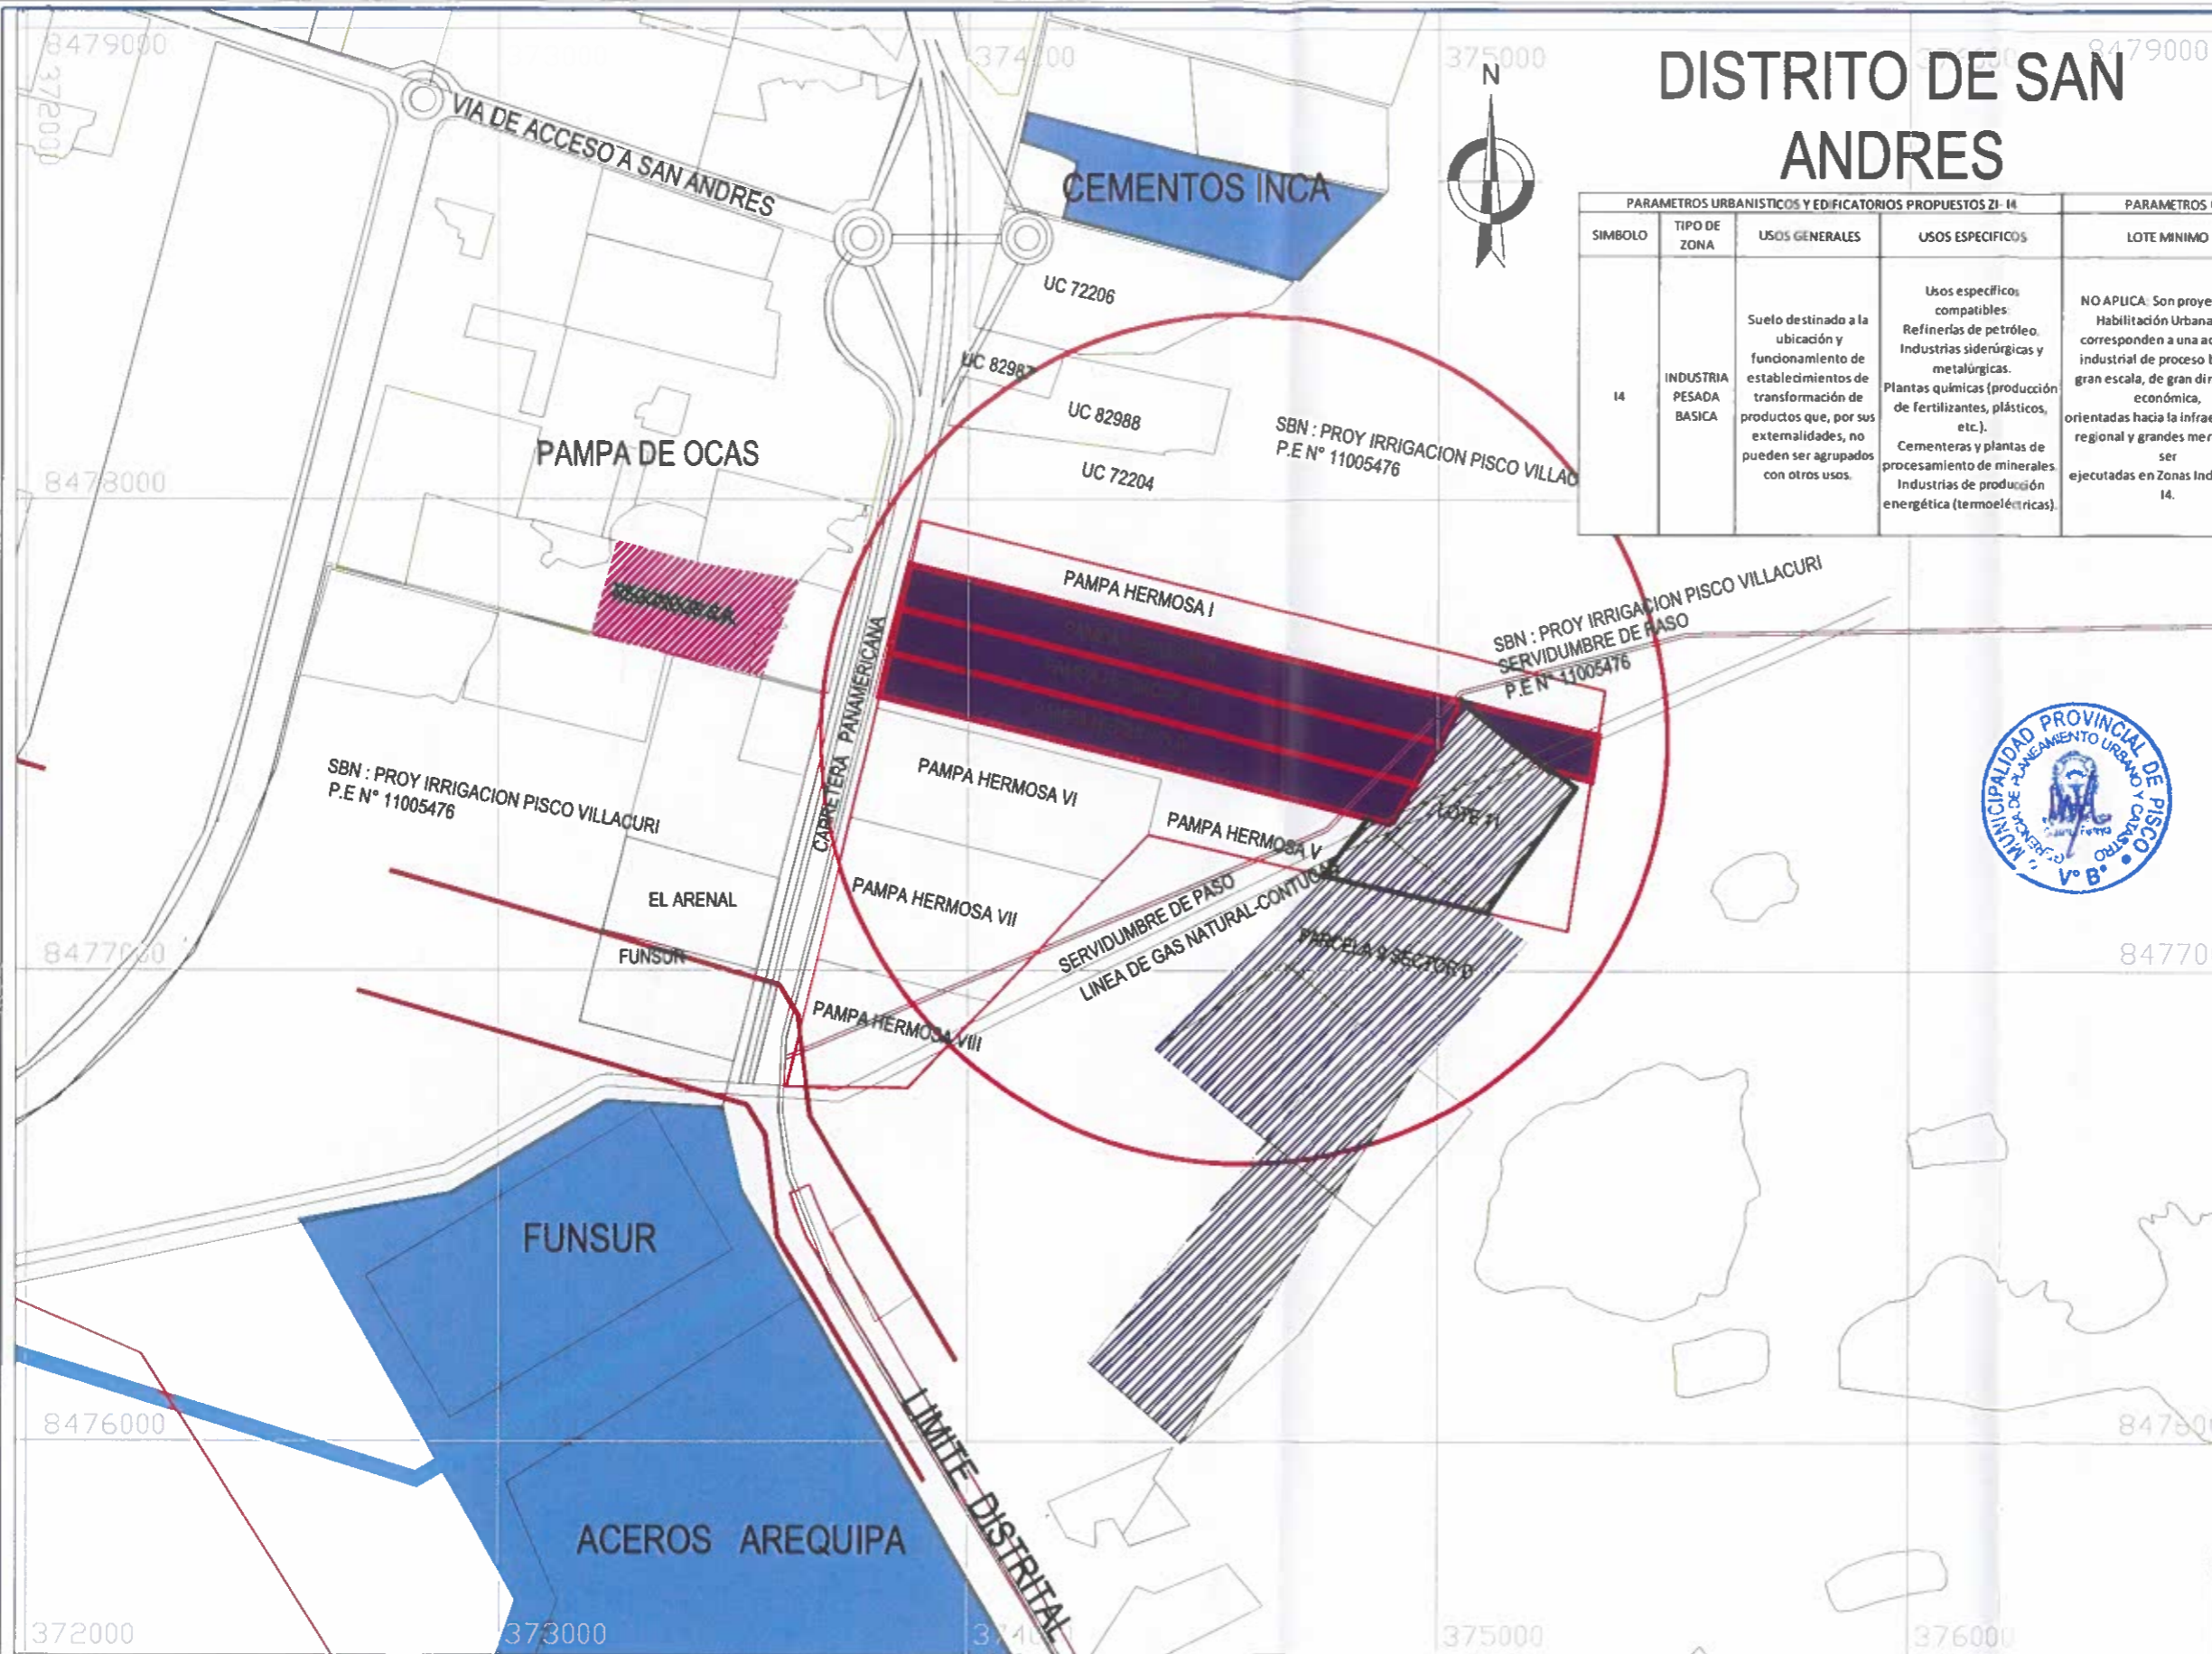 8479000
372000
374000
375000
8479000
DISTRITO DE SAN
ANDRES
N
VIA DE ACCESO A SAN ANDRES
CEMENTOS INCA
PARAMETROS URBANISTICOS Y EDIFICATORIOS PROPUESTOS ZI- I4
PARAMETROS
SIMBOLO
TIPO DE
ZONA
USOS GENERALES
USOS ESPECIFICOS
LOTE MINIMO
I4
INDUSTRIA
PESADA
BASICA
Suelo destinado a la
ubicación y
funcionamiento de
establecimientos de
transformación de
productos que, por sus
externalidades, no
pueden ser agrupados
con otros usos.
Usos específicos
compatibles:
Refinerías de petróleo.
Industrias siderúrgicas y
metalúrgicas.
Plantas químicas (producción
de fertilizantes, plásticos,
etc.).
Cementeras y plantas de
procesamiento de minerales.
Industrias de producción
energética (termoeléctricas).
NO APLICA: Son proye
Habilitación Urbana
corresponden a una ac
industrial de proceso b
gran escala, de gran dir
económica,
orientadas hacia la infrae
regional y grandes mer
ser
ejecutadas en Zonas Ind
I4.
UC 72206
UC 82987
UC 82988
UC 72204
SBN : PROY IRRIGACION PISCO VILLAC
P.E N° 11005476
PAMPA DE OCAS
8478000
PAMPA HERMOSA I
SBN : PROY IRRIGACION PISCO VILLACURI
SERVIDUMBRE DE PASO
P.E N° 11005476
CARRETERA PANAMERICANA
SBN : PROY IRRIGACION PISCO VILLACURI
P.E N° 11005476
PAMPA HERMOSA VI
PAMPA HERMOSA V
LOTE 11
PAMPA HERMOSA VII
EL ARENAL
FUNSUR
SERVIDUMBRE DE PASO
LINEA DE GAS NATURAL-CONTUGAS
PARCELA 9 SECTOR D
PAMPA HERMOSA VIII
8477000
84770
MUNICIPALIDAD PROVINCIAL DE PISCO
GERENCIA DE PLANEAMIENTO URBANO Y CATASTRO
V° B°
FUNSUR
8476000
ACEROS AREQUIPA
LIMITE DISTRITAL
372000
373000
375000
376000